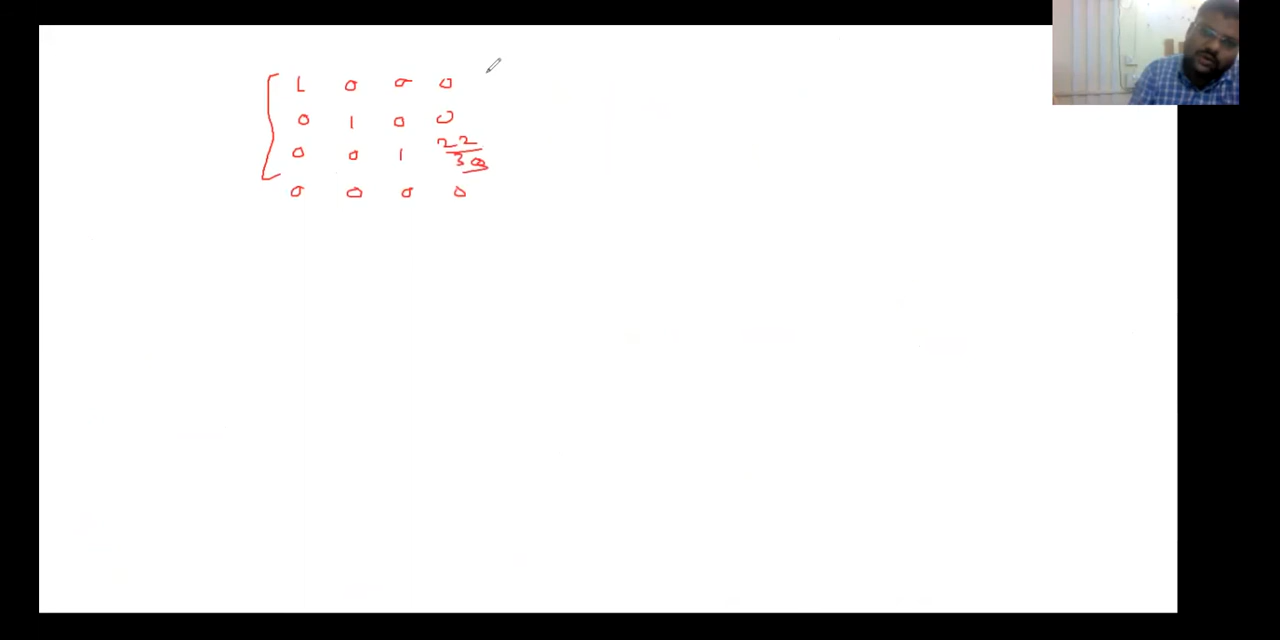 1 0 0 0
0 1 0 0
0 0 1 22/30
0 0 0 0